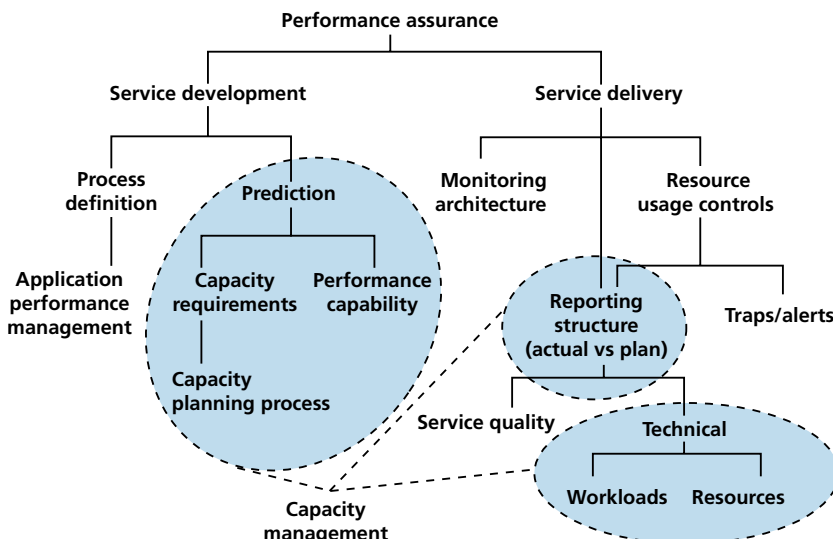 Performance assurance
Service development
Service delivery
Process
definition
Prediction
Monitoring
architecture
Resource
usage controls
Application
performance
management
Capacity
requirements
Performance
capability
Reporting
structure
(actual vs plan)
Traps/alerts
Capacity
planning process
Service quality
Technical
Workloads
Resources
Capacity
management